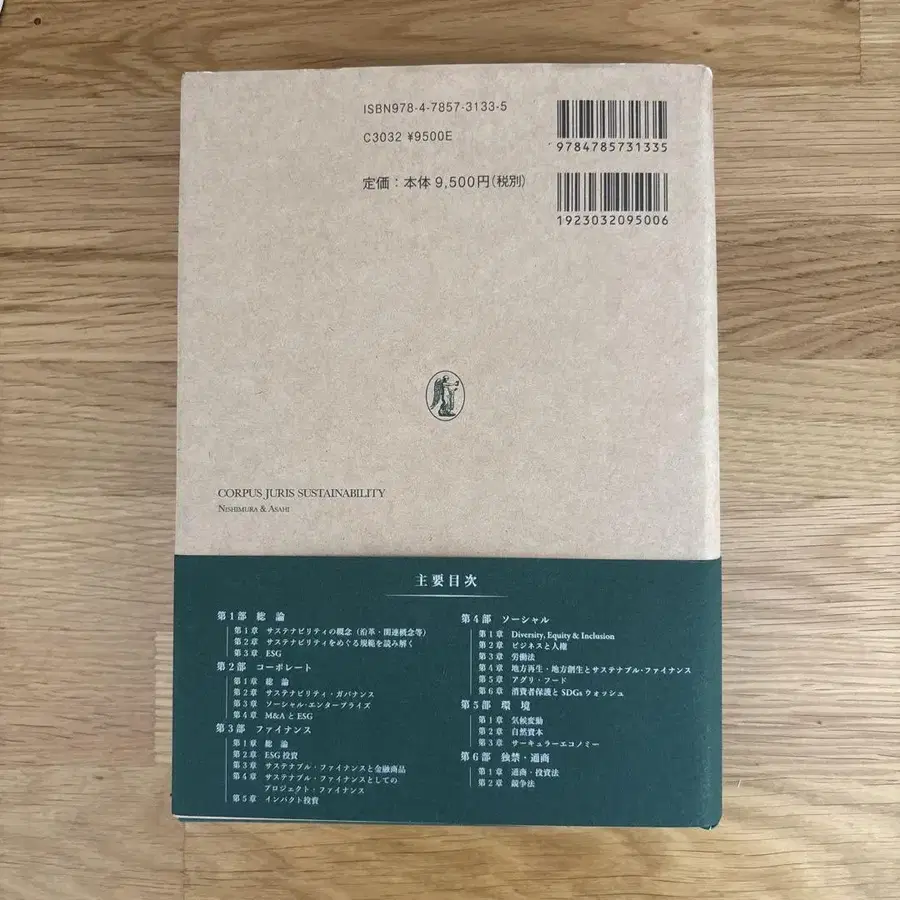 ISBN978-4-7857-3133-5
C3032 ¥9500E
定価：本体 9,500円(税別)
9784785731335
1923032095006
CORPUS JURIS SUSTAINABILITY
NISHIMURA & ASAHI
主要目次
第1部 総 論
第1章 サステナビリティの概念（沿革・関連概念等）
第2章 サステナビリティをめぐる規範を読み解く
第3章 ESG
第2部 コーポレート
第1章 総 論
第2章 サステナビリティ・ガバナンス
第3章 ソーシャル・エンタープライズ
第4章 M&AとESG
第3部 ファイナンス
第1章 総 論
第2章 ESG 投資
第3章 サステナブル・ファイナンスと金融商品
第4章 サステナブル・ファイナンスとしての
プロジェクト・ファイナンス
第5章 インパクト投資
第4部 ソーシャル
第1章 Diversity, Equity & Inclusion
第2章 ビジネスと人権
第3章 労働法
第4章 地方再生・地方創生とサステナブル・ファイナンス
第5章 アグリ・フード
第6章 消費者保護と SDGs ウォッシュ
第5部 環 境
第1章 気候変動
第2章 自然資本
第3章 サーキュラーエコノミー
第6部 独禁・通商
第1章 通商・投資法
第2章 競争法